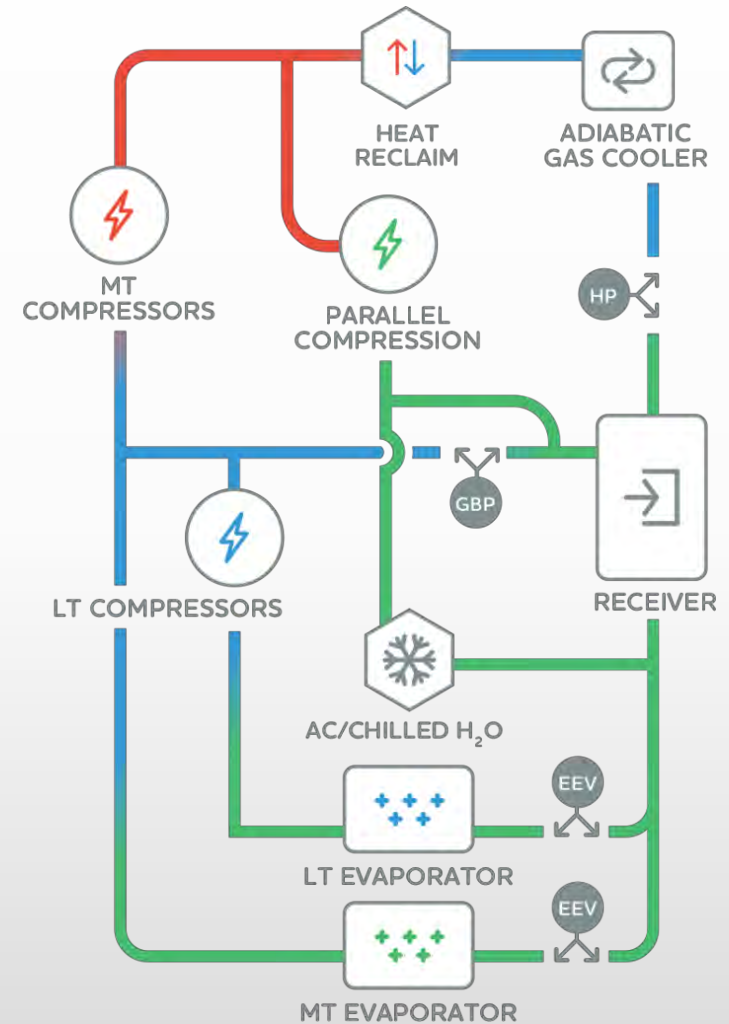 HEAT
RECLAIM
ADIABATIC
GAS COOLER
MT
COMPRESSORS
PARALLEL
COMPRESSION
HP
GBP
LT COMPRESSORS
RECEIVER
AC/CHILLED H₂O
EEV
LT EVAPORATOR
EEV
MT EVAPORATOR